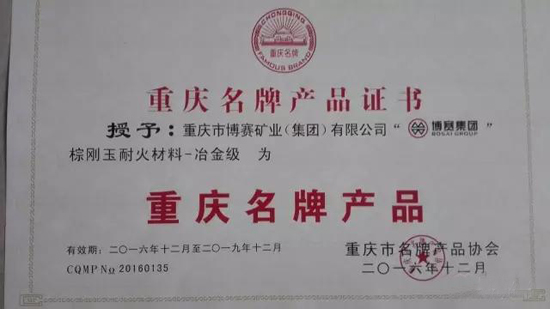 CHONGQING
重庆名牌
FAMOUS BRAND
重庆名牌产品证书
授予：重庆市博赛矿业（集团）有限公司“博赛集团”
BOSAI GROUP
棕刚玉耐火材料-冶金级 为
重庆名牌产品
有效期：二〇一六年十二月至二〇一九年十二月
重庆市名牌产品协会
CQMP No 20160135
二〇一六年十二月